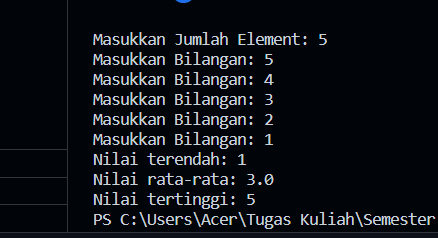 Masukkan Jumlah Element: 5
Masukkan Bilangan: 5
Masukkan Bilangan: 4
Masukkan Bilangan: 3
Masukkan Bilangan: 2
Masukkan Bilangan: 1
Nilai terendah: 1
Nilai rata-rata: 3.0
Nilai tertinggi: 5
PS C:\Users\Acer\Tugas Kuliah\Semester